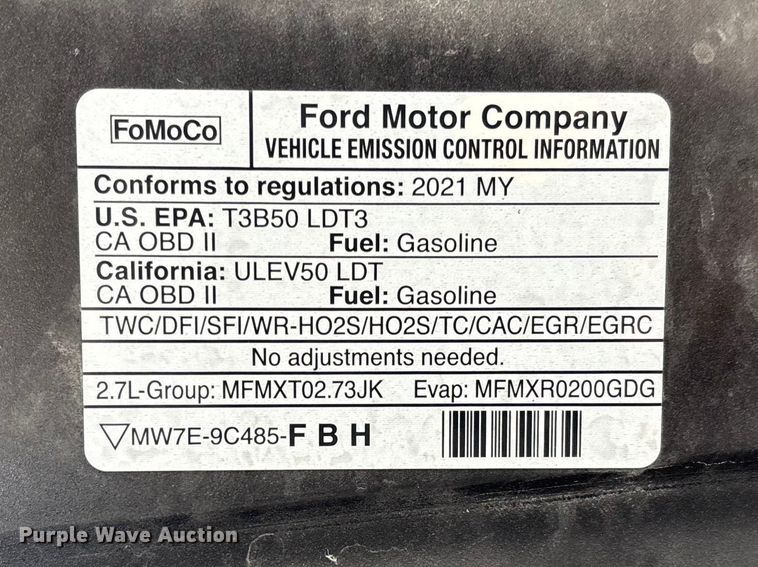 FoMoCo
Ford Motor Company
VEHICLE EMISSION CONTROL INFORMATION
Conforms to regulations: 2021 MY
U.S. EPA: T3B50 LDT3
CA OBD II Fuel: Gasoline
California: ULEV50 LDT
CA OBD II Fuel: Gasoline
TWC/DFI/SFI/WR-HO2S/HO2S/TC/CAC/EGR/EGRC
No adjustments needed.
2.7L-Group: MFMXT02.73JK Evap: MFMXR0200GDG
MW7E-9C485-F B H
Purple Wave Auction